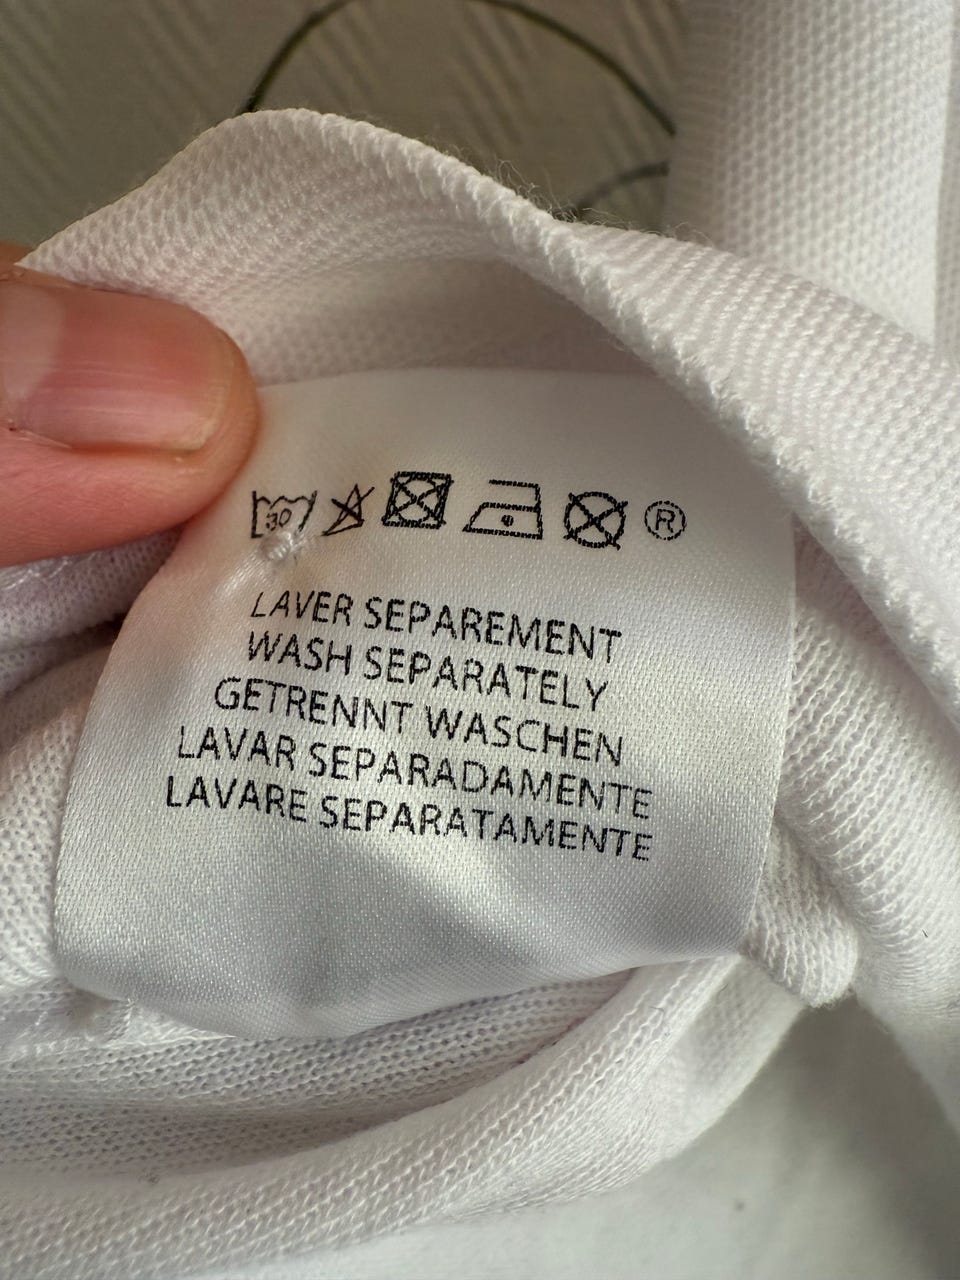 30 ®
LAVER SEPAREMENT
WASH SEPARATELY
GETRENNT WASCHEN
LAVAR SEPARADAMENTE
LAVARE SEPARATAMENTE